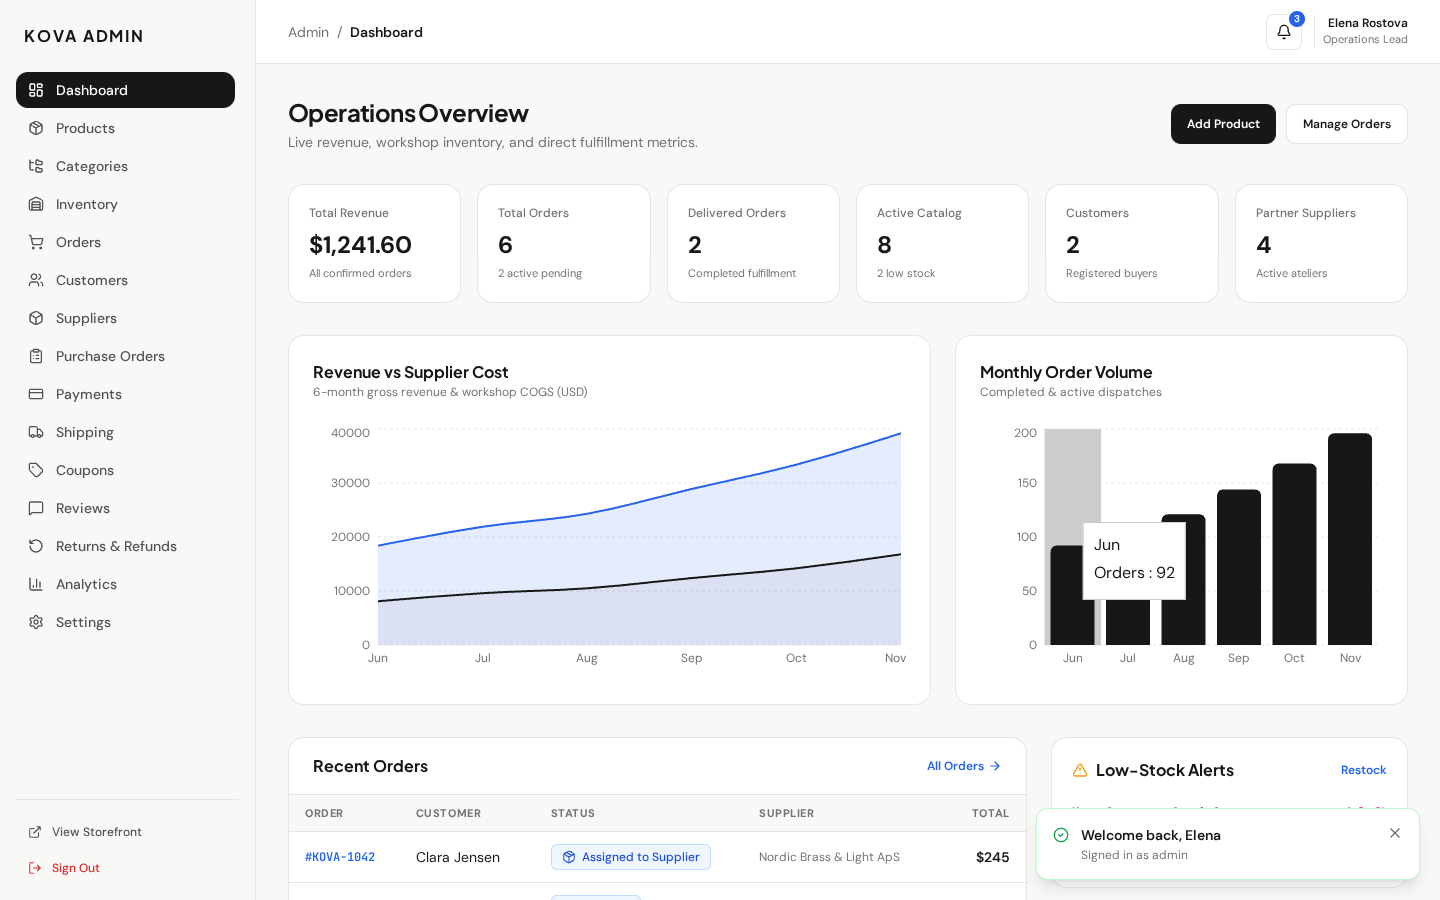 KOVA ADMIN
Dashboard
Products
Categories
Inventory
Orders
Customers
Suppliers
Purchase Orders
Payments
Shipping
Coupons
Reviews
Returns & Refunds
Analytics
Settings
View Storefront
Sign Out
Admin / Dashboard
3
Elena Rostova
Operations Lead
Operations Overview
Live revenue, workshop inventory, and direct fulfillment metrics.
Add Product
Manage Orders
Total Revenue
$1,241.60
All confirmed orders
Total Orders
6
2 active pending
Delivered Orders
2
Completed fulfillment
Active Catalog
8
2 low stock
Customers
2
Registered buyers
Partner Suppliers
4
Active ateliers
Revenue vs Supplier Cost
6-month gross revenue & workshop COGS (USD)
40000
30000
20000
10000
0
Jun Jul Aug Sep Oct Nov
Monthly Order Volume
Completed & active dispatches
200
150
100
50
0
Jun
Orders : 92
Jun Jul Aug Sep Oct Nov
Recent Orders
All Orders →
ORDER CUSTOMER STATUS SUPPLIER TOTAL
#KOVA-1042 Clara Jensen Assigned to Supplier Nordic Brass & Light ApS $245
Low-Stock Alerts
Restock
Welcome back, Elena
Signed in as admin